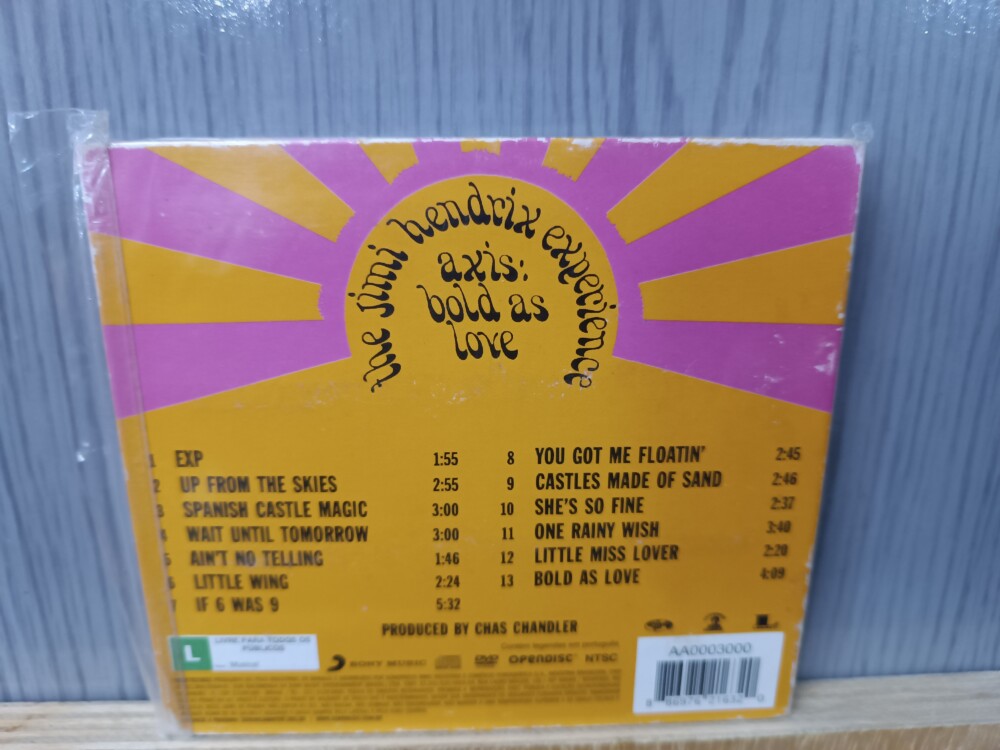 the jimi hendrix experience
axis:
bold as
love
1 EXP 1:55
2 UP FROM THE SKIES 2:55
3 SPANISH CASTLE MAGIC 3:00
4 WAIT UNTIL TOMORROW 3:00
5 AIN'T NO TELLING 1:46
6 LITTLE WING 2:24
7 IF 6 WAS 9 5:32
8 YOU GOT ME FLOATIN' 2:45
9 CASTLES MADE OF SAND 2:46
10 SHE'S SO FINE 2:37
11 ONE RAINY WISH 3:40
12 LITTLE MISS LOVER 2:20
13 BOLD AS LOVE 4:09
PRODUCED BY CHAS CHANDLER
Contém legendas em português
L
LIVRE PARA TODOS OS
PÚBLICOS
SONY MUSIC DVD OPENDISC NTSC
AA0003000